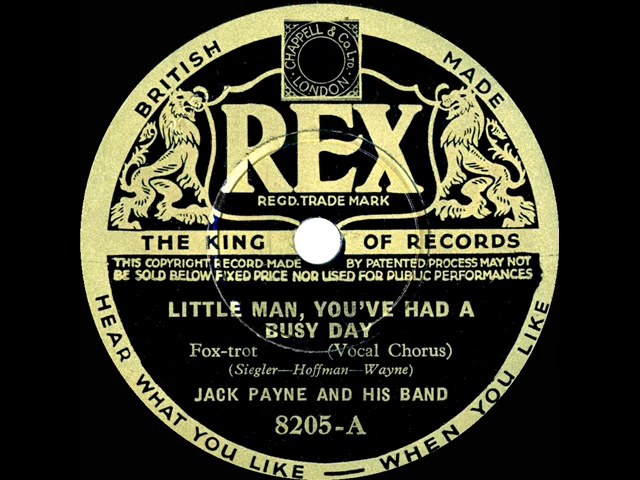 CHAPPELL & CO LTD.
· LONDON ·
BRITISH MADE
REX
REGD. TRADE MARK
THE KING OF RECORDS
THIS COPYRIGHT RECORD MADE BY PATENTED PROCESS MAY NOT
BE SOLD BELOW FIXED PRICE NOR USED FOR PUBLIC PERFORMANCES
LITTLE MAN, YOU'VE HAD A
BUSY DAY
Fox-trot (Vocal Chorus)
(Siegler—Hoffman—Wayne)
JACK PAYNE AND HIS BAND
8205-A
HEAR WHAT YOU LIKE — WHEN YOU LIKE